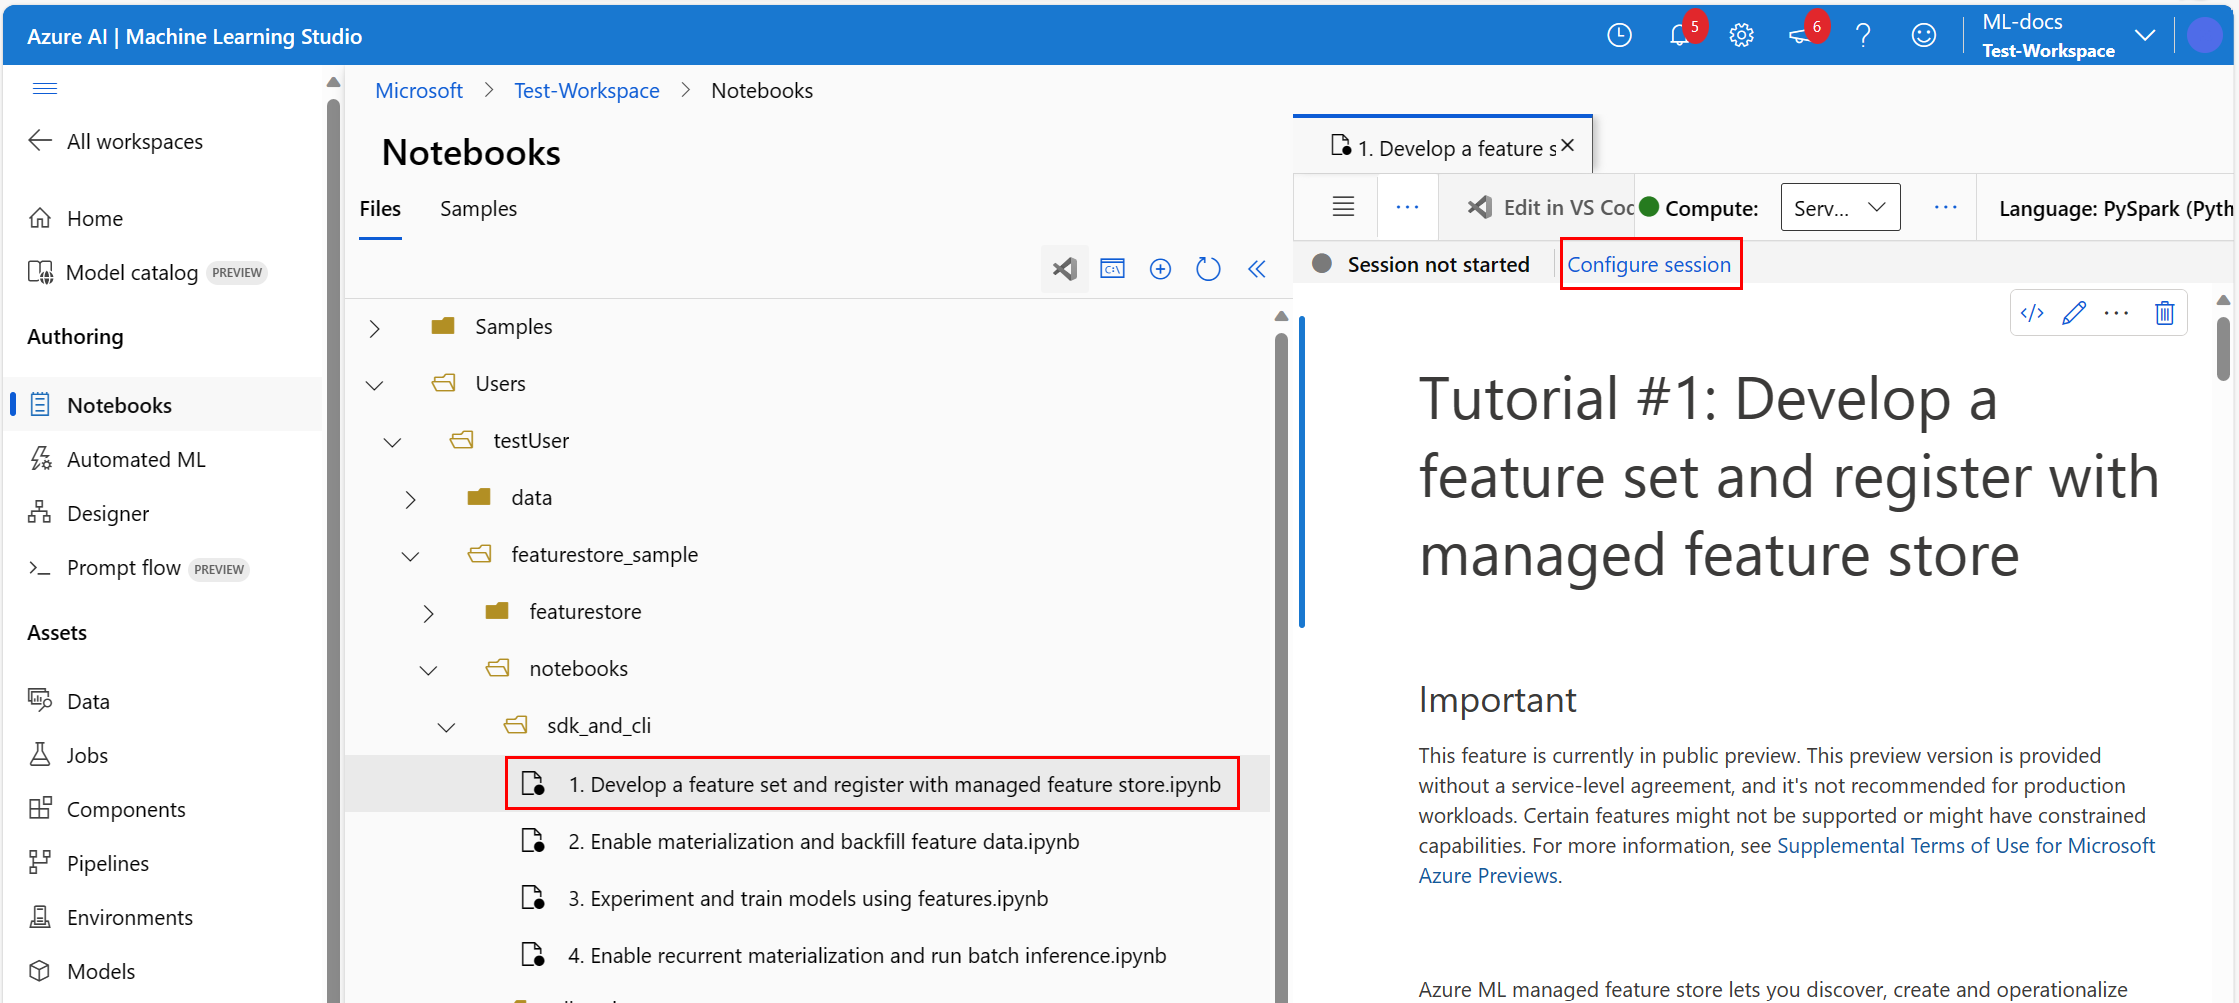 Azure AI | Machine Learning Studio
5
6
ML-docs
Test-Workspace
All workspaces
Home
Model catalog PREVIEW
Authoring
Notebooks
Automated ML
Designer
Prompt flow PREVIEW
Assets
Data
Jobs
Components
Pipelines
Environments
Models
Microsoft > Test-Workspace > Notebooks
Notebooks
Files Samples
Samples
Users
testUser
data
featurestore_sample
featurestore
notebooks
sdk_and_cli
1. Develop a feature set and register with managed feature store.ipynb
2. Enable materialization and backfill feature data.ipynb
3. Experiment and train models using features.ipynb
4. Enable recurrent materialization and run batch inference.ipynb
1. Develop a feature s
Edit in VS Cod Compute: Serv... Language: PySpark (Pyth
Session not started Configure session
Tutorial #1: Develop a
feature set and register with
managed feature store
Important
This feature is currently in public preview. This preview version is provided
without a service-level agreement, and it's not recommended for production
workloads. Certain features might not be supported or might have constrained
capabilities. For more information, see Supplemental Terms of Use for Microsoft
Azure Previews.
Azure ML managed feature store lets you discover, create and operationalize